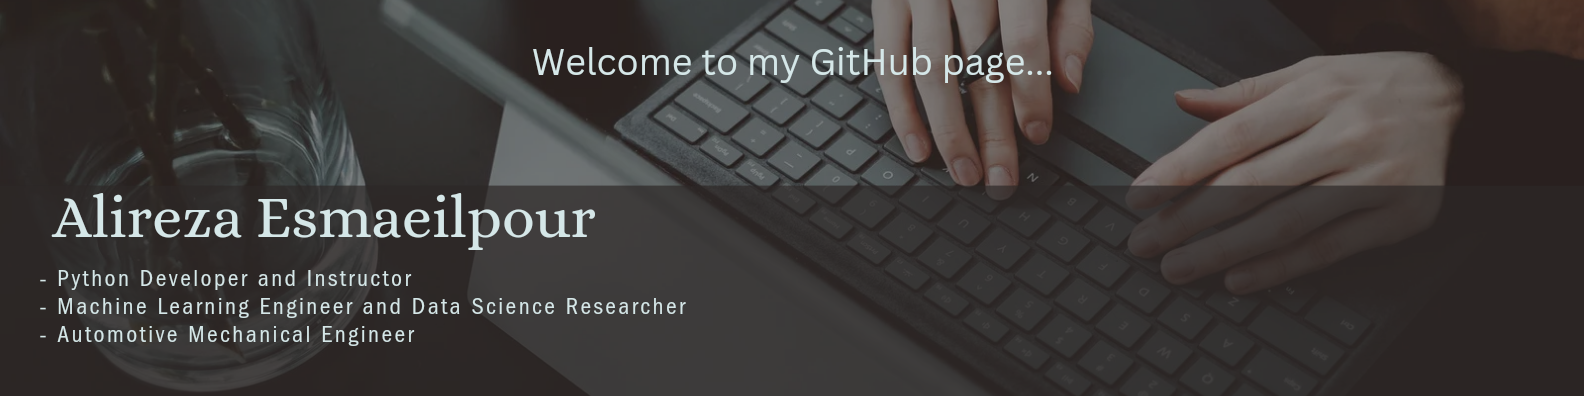 Welcome to my GitHub page...
Alireza Esmaeilpour
- Python Developer and Instructor
- Machine Learning Engineer and Data Science Researcher
- Automotive Mechanical Engineer